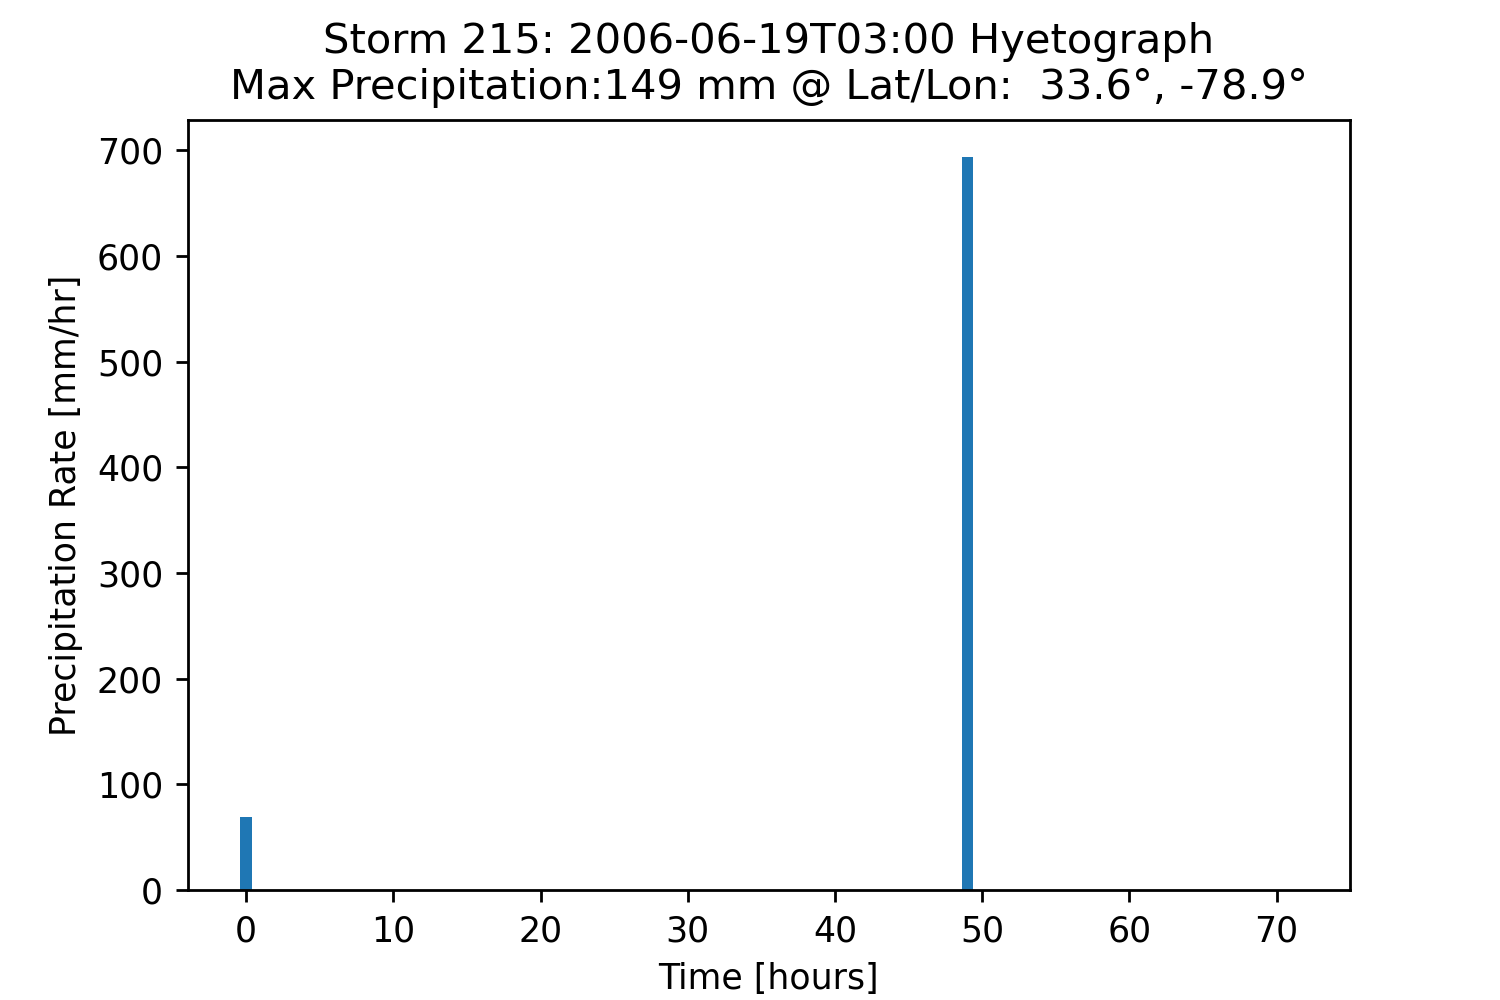 Storm 215: 2006-06-19T03:00 Hyetograph
Max Precipitation:149 mm @ Lat/Lon:  33.6°, -78.9°
Precipitation Rate [mm/hr]
700
600
500
400
300
200
100
0
0 10 20 30 40 50 60 70
Time [hours]